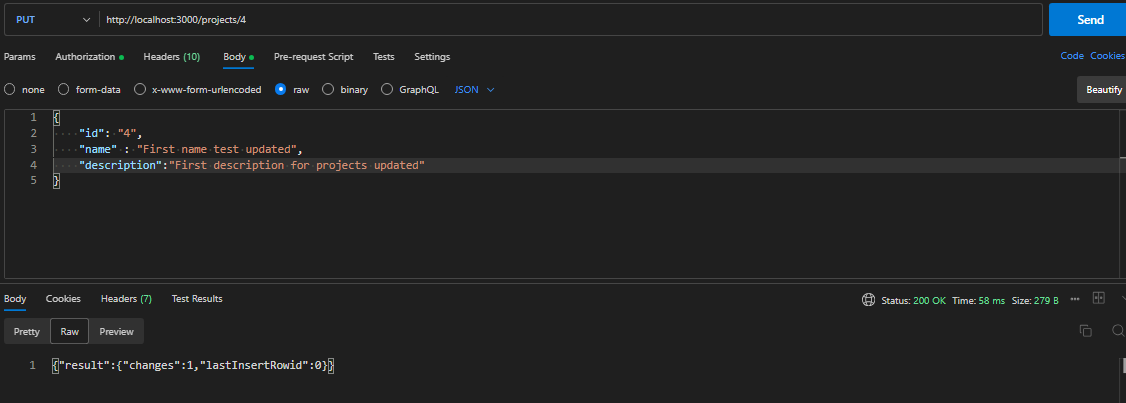 PUT http://localhost:3000/projects/4 Send
Params Authorization Headers (10) Body Pre-request Script Tests Settings Code Cookies
none form-data x-www-form-urlencoded raw binary GraphQL JSON Beautify
1 {
2 "id": "4",
3 "name" : "First name test updated",
4 "description":"First description for projects updated"
5 }
Body Cookies Headers (7) Test Results Status: 200 OK Time: 58 ms Size: 279 B
Pretty Raw Preview
1 {"result":{"changes":1,"lastInsertRowid":0}}